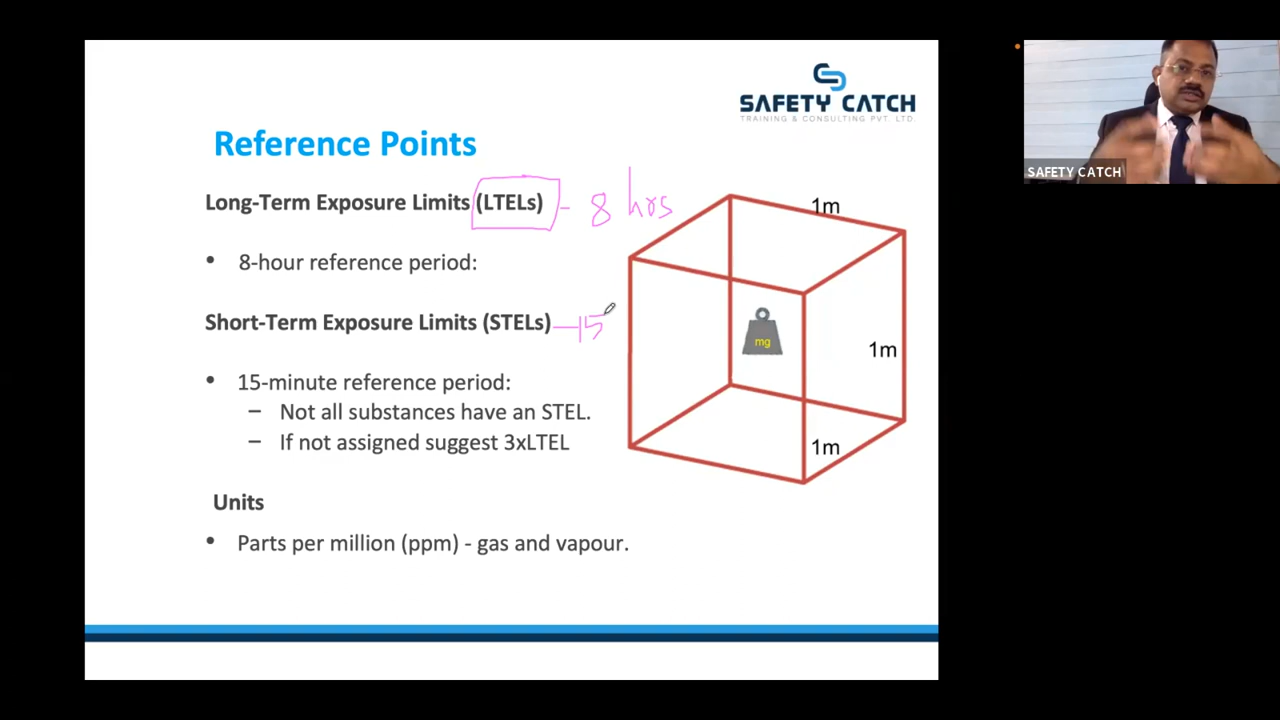 SAFETY CATCH
TRAINING & CONSULTING PVT. LTD.
SAFETY CATCH
Reference Points
Long-Term Exposure Limits (LTELs) - 8 hrs
1m
• 8-hour reference period:
Short-Term Exposure Limits (STELs) - 15
mg
1m
• 15-minute reference period:
– Not all substances have an STEL.
– If not assigned suggest 3xLTEL
1m
Units
• Parts per million (ppm) - gas and vapour.